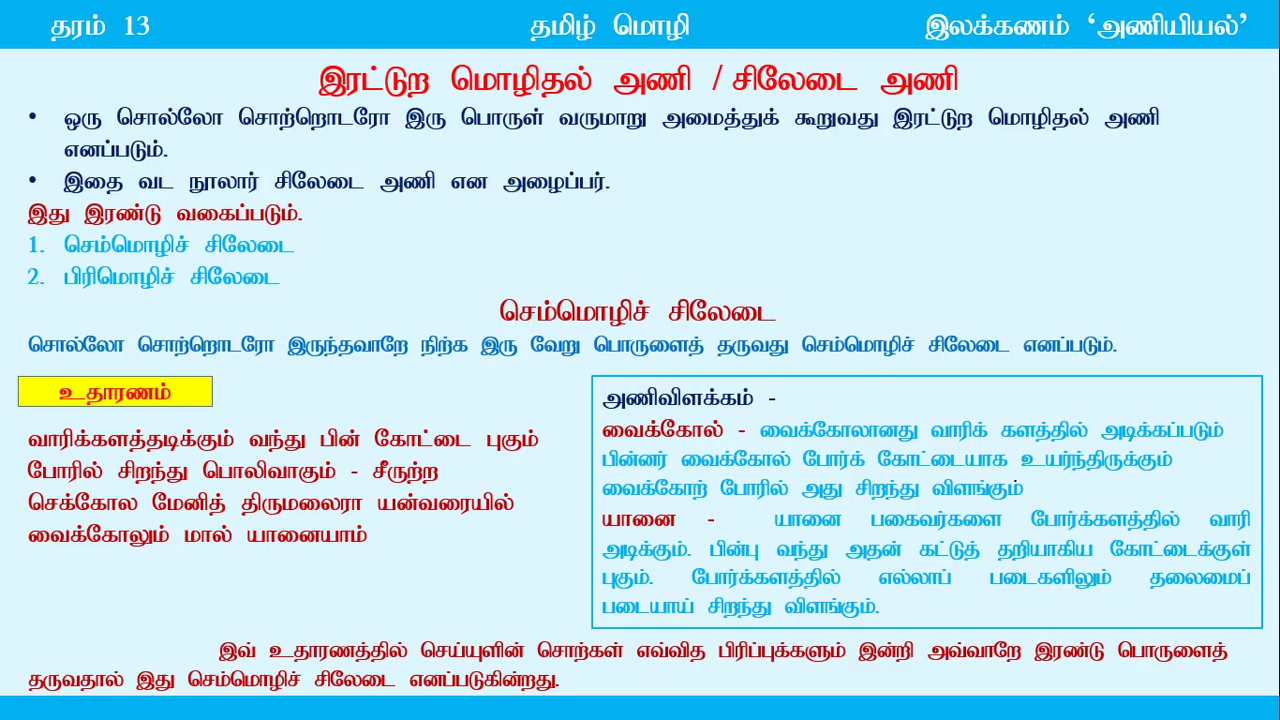 தரம் 13 தமிழ் மொழி இலக்கணம் ‘அணியியல்’
இரட்டுற மொழிதல் அணி / சிலேடை அணி
• ஒரு சொல்லோ சொற்றொடரோ இரு பொருள் வருமாறு அமைத்துக் கூறுவது இரட்டுற மொழிதல் அணி
எனப்படும்.
• இதை வட நூலார் சிலேடை அணி என அழைப்பர்.
இது இரண்டு வகைப்படும்.
1. செம்மொழிச் சிலேடை
2. பிரிமொழிச் சிலேடை
செம்மொழிச் சிலேடை
சொல்லோ சொற்றொடரோ இருந்தவாறே நிற்க இரு வேறு பொருளைத் தருவது செம்மொழிச் சிலேடை எனப்படும்.
உதாரணம்
வாரிக்களத்தடிக்கும் வந்து பின் கோட்டை புகும்
போரில் சிறந்து பொலிவாகும் - சீருற்ற
செக்கோல மேனித் திருமலைரா யன்வரையில்
வைக்கோலும் மால் யானையாம்
அணிவிளக்கம் -
வைக்கோல் - வைக்கோலானது வாரிக் களத்தில் அடிக்கப்படும்
பின்னர் வைக்கோல் போர்க் கோட்டையாக உயர்ந்திருக்கும்
வைக்கோற் போரில் அது சிறந்து விளங்கும்
யானை - யானை பகைவர்களை போர்க்களத்தில் வாரி
அடிக்கும். பின்பு வந்து அதன் கட்டுத் தறியாகிய கோட்டைக்குள்
புகும். போர்க்களத்தில் எல்லாப் படைகளிலும் தலைமைப்
படையாய் சிறந்து விளங்கும்.
இவ் உதாரணத்தில் செய்யுளின் சொற்கள் எவ்வித பிரிப்புக்களும் இன்றி அவ்வாறே இரண்டு பொருளைத்
தருவதால் இது செம்மொழிச் சிலேடை எனப்படுகின்றது.